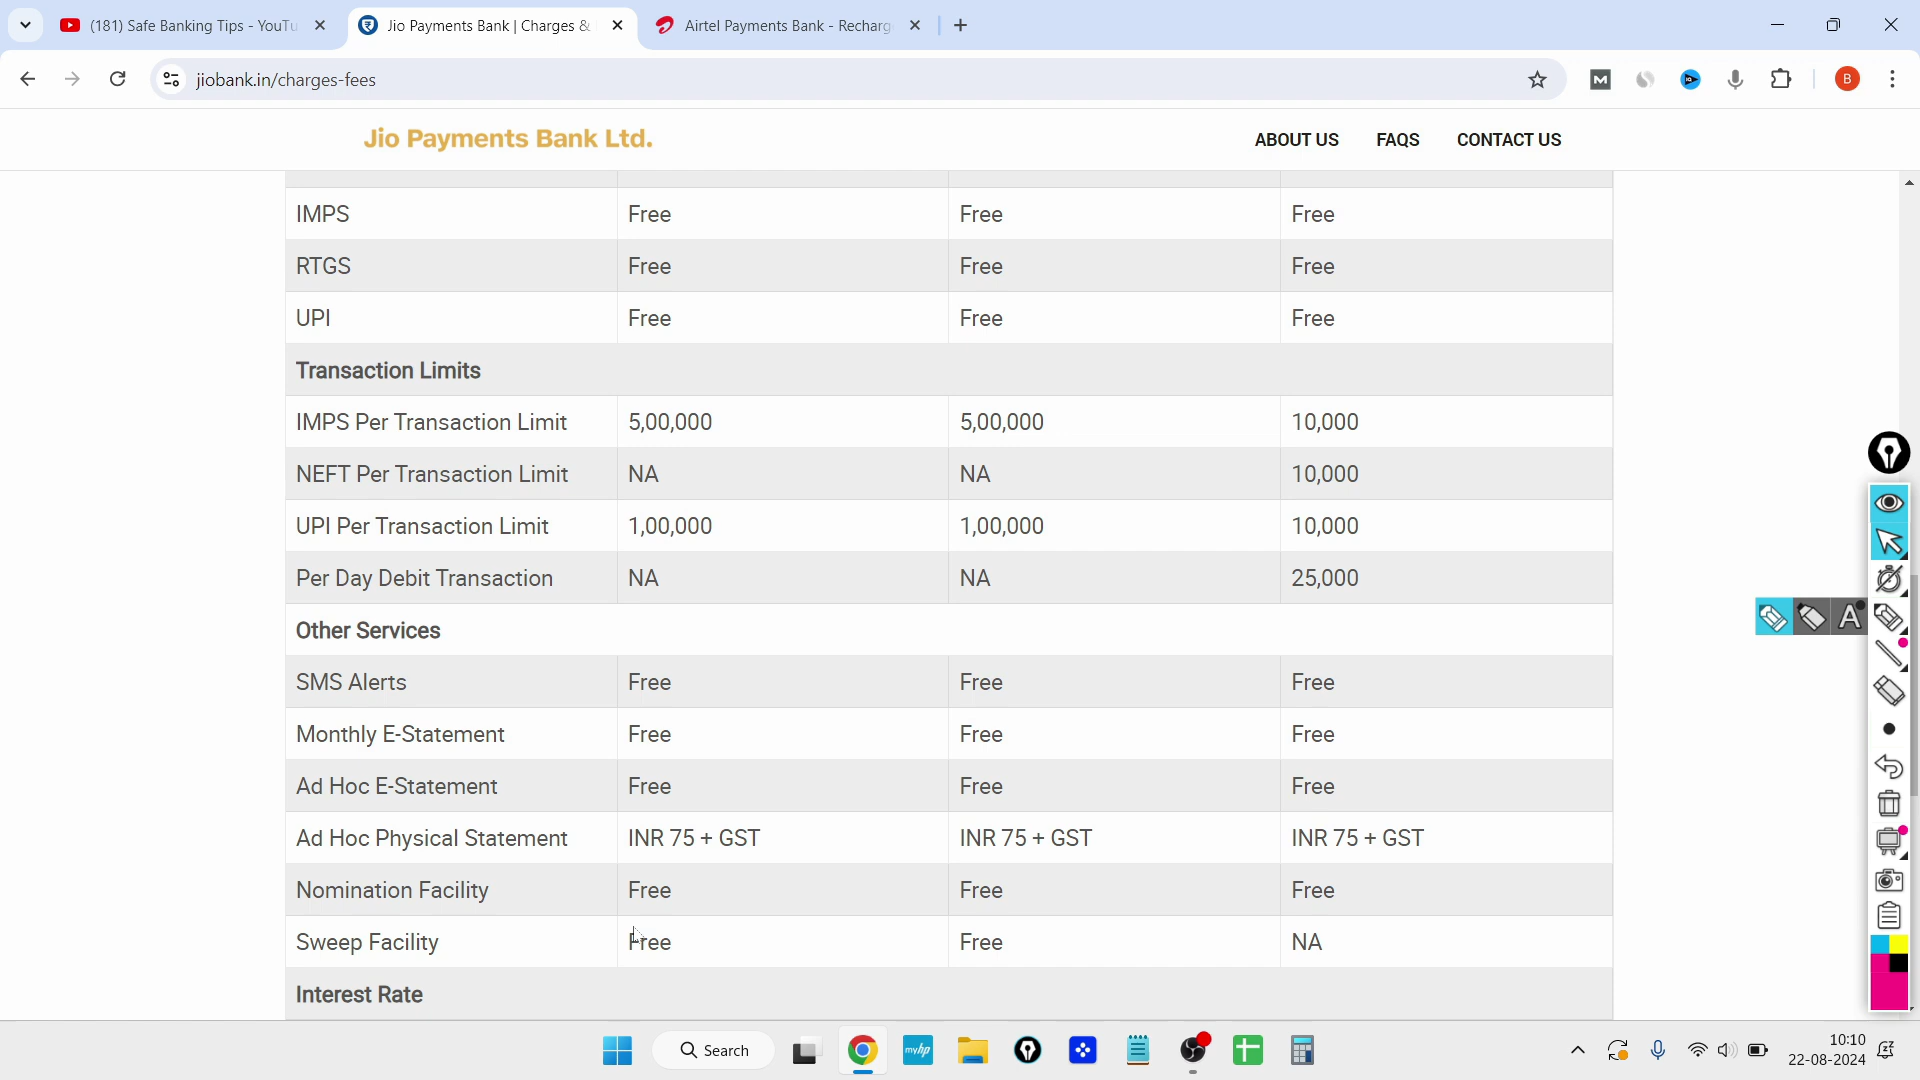 (181) Safe Banking Tips - YouTu
Jio Payments Bank | Charges &
Airtel Payments Bank - Recharg
jiobank.in/charges-fees
M
B
Jio Payments Bank Ltd.
ABOUT US FAQS CONTACT US
IMPS Free Free Free
RTGS Free Free Free
UPI Free Free Free
Transaction Limits
IMPS Per Transaction Limit 5,00,000 5,00,000 10,000
NEFT Per Transaction Limit NA NA 10,000
UPI Per Transaction Limit 1,00,000 1,00,000 10,000
Per Day Debit Transaction NA NA 25,000
A
Other Services
SMS Alerts Free Free Free
Monthly E-Statement Free Free Free
Ad Hoc E-Statement Free Free Free
Ad Hoc Physical Statement INR 75 + GST INR 75 + GST INR 75 + GST
Nomination Facility Free Free Free
Sweep Facility Free Free NA
Interest Rate
Search
myhp
10:10
22-08-2024